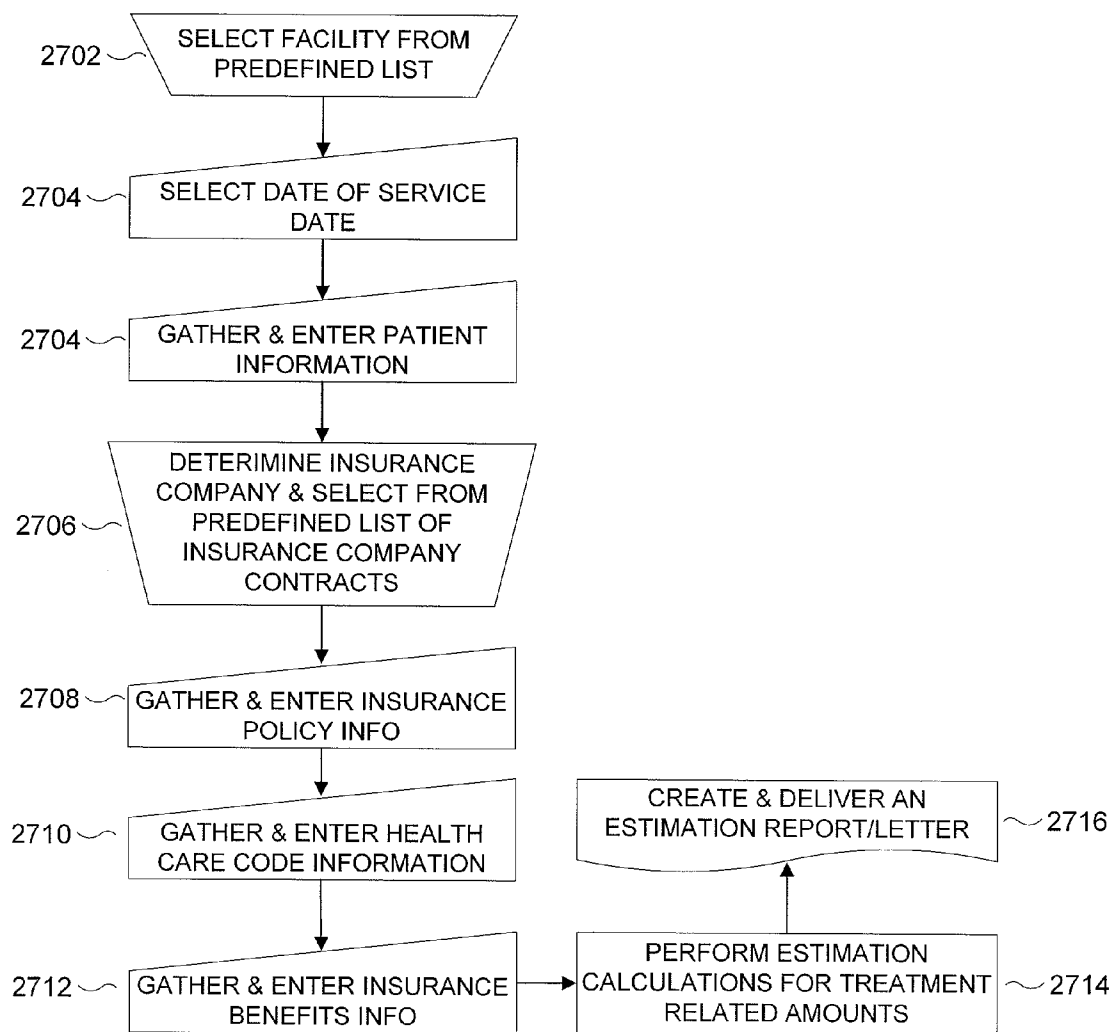 2702
SELECT FACILITY FROM
PREDEFINED LIST
2704
SELECT DATE OF SERVICE
DATE
2704
GATHER & ENTER PATIENT
INFORMATION
2706
DETERIMINE INSURANCE
COMPANY & SELECT FROM
PREDEFINED LIST OF
INSURANCE COMPANY
CONTRACTS
2708
GATHER & ENTER INSURANCE
POLICY INFO
2710
GATHER & ENTER HEALTH
CARE CODE INFORMATION
2712
GATHER & ENTER INSURANCE
BENEFITS INFO
PERFORM ESTIMATION
CALCULATIONS FOR TREATMENT
RELATED AMOUNTS
2714
CREATE & DELIVER AN
ESTIMATION REPORT/LETTER
2716